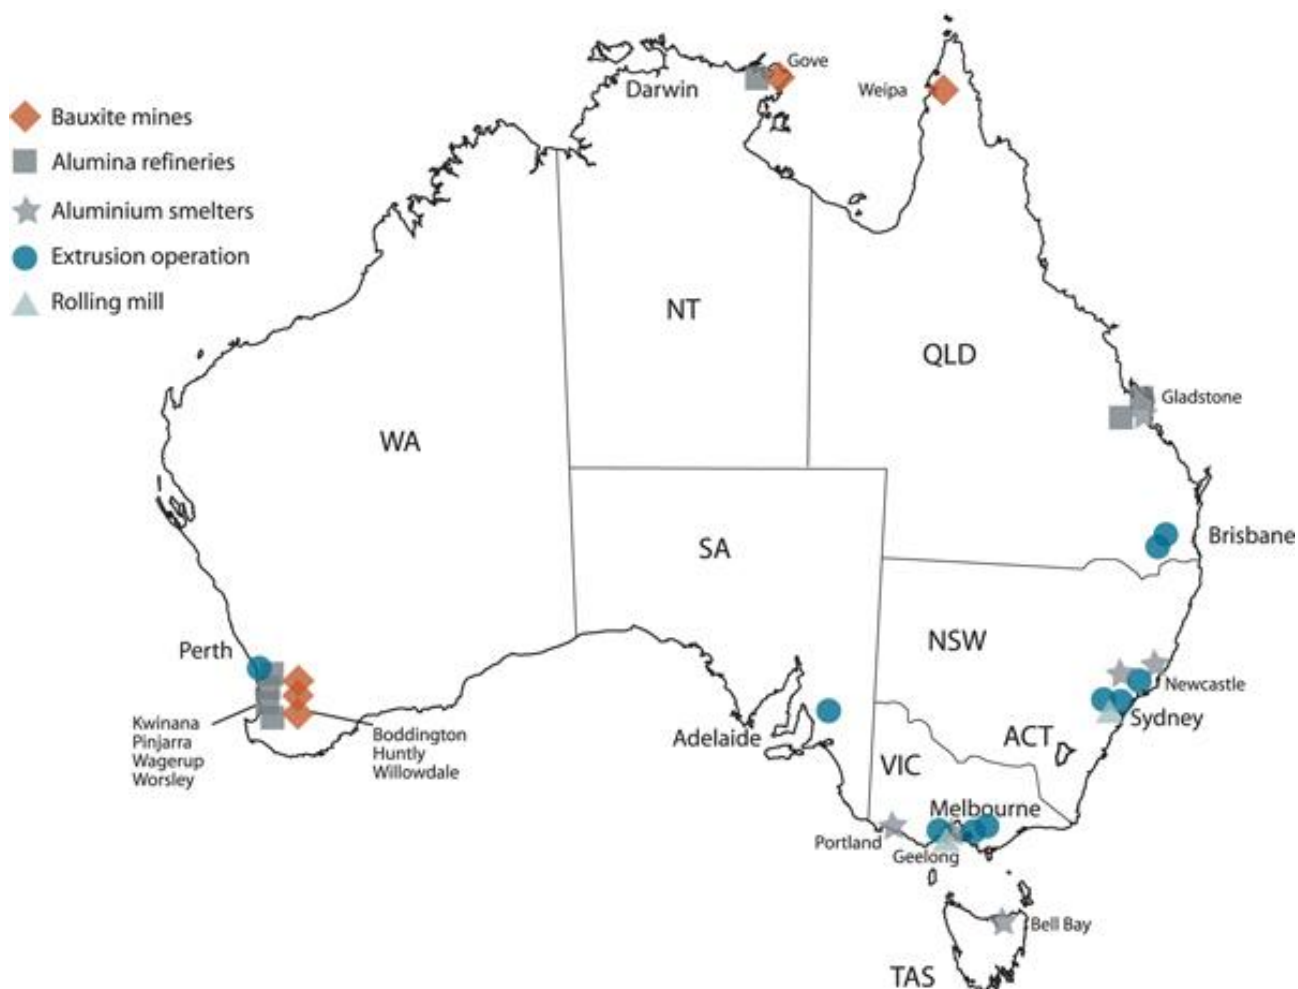 Bauxite mines
Alumina refineries
Aluminium smelters
Extrusion operation
Rolling mill
Darwin
Gove
Weipa
NT
QLD
Gladstone
WA
SA
Brisbane
NSW
Perth
Newcastle
Kwinana
Pinjarra
Wagerup
Worsley
Boddington
Huntly
Willowdale
Adelaide
ACT
Sydney
VIC
Melbourne
Portland
Geelong
Bell Bay
TAS